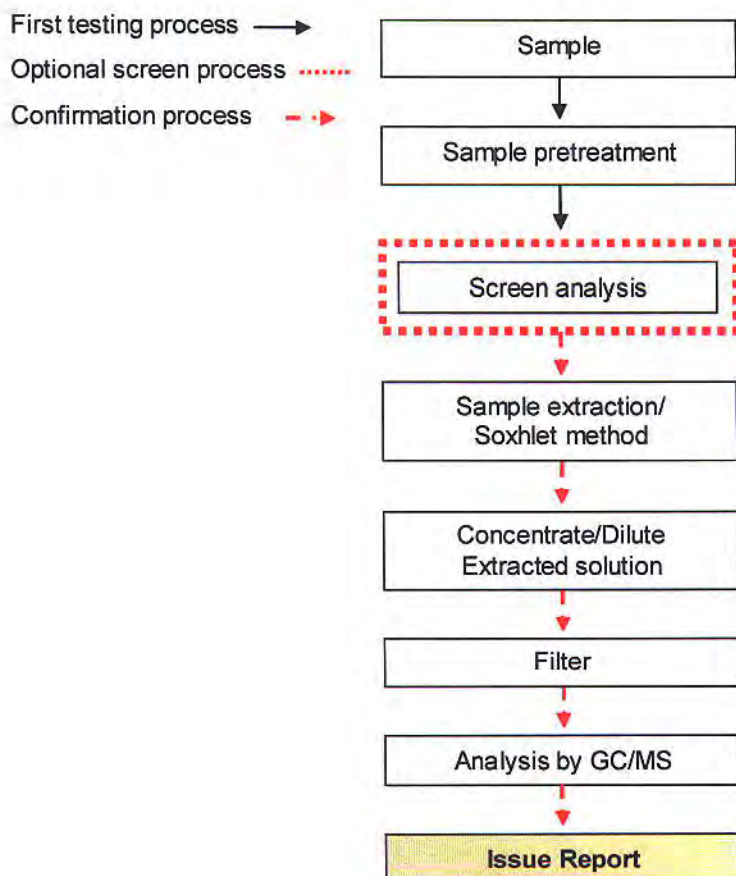 First testing process
Optional screen process
Confirmation process
Sample
Sample pretreatment
Screen analysis
Sample extraction/
Soxhlet method
Concentrate/Dilute
Extracted solution
Filter
Analysis by GC/MS
Issue Report